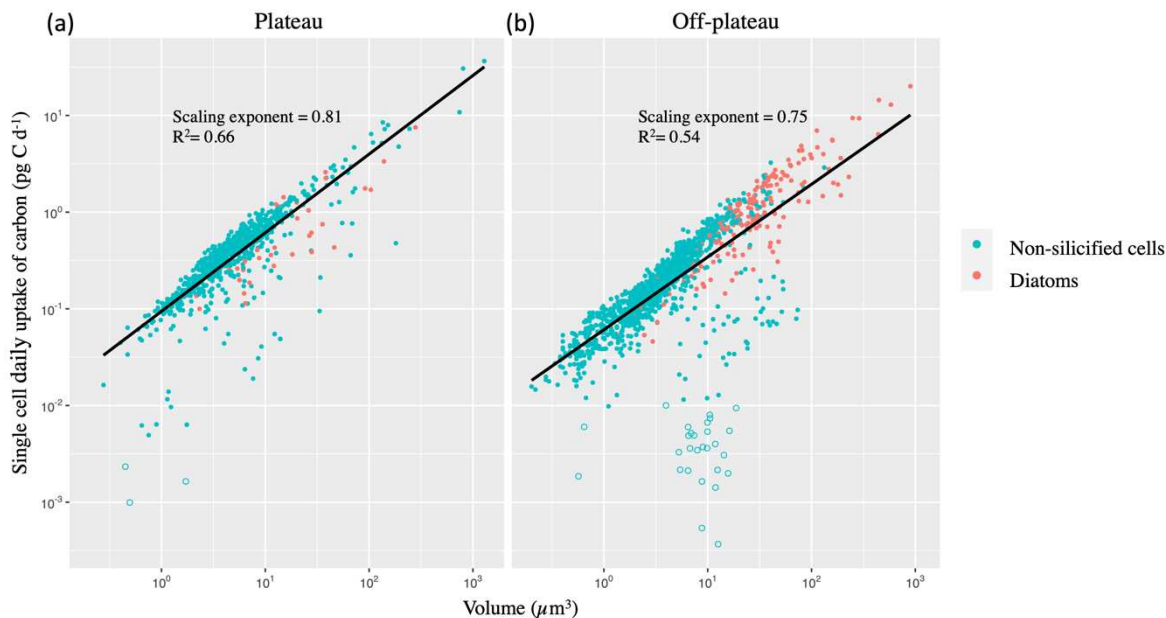 (a) Plateau (b) Off-plateau
Single cell daily uptake of carbon (pg C d⁻¹)
10¹
10⁰
10⁻¹
10⁻²
10⁻³
Scaling exponent = 0.81
R²= 0.66
Scaling exponent = 0.75
R²= 0.54
Non-silicified cells
Diatoms
10⁰ 10¹ 10² 10³ 10⁰ 10¹ 10² 10³
Volume (µm³)